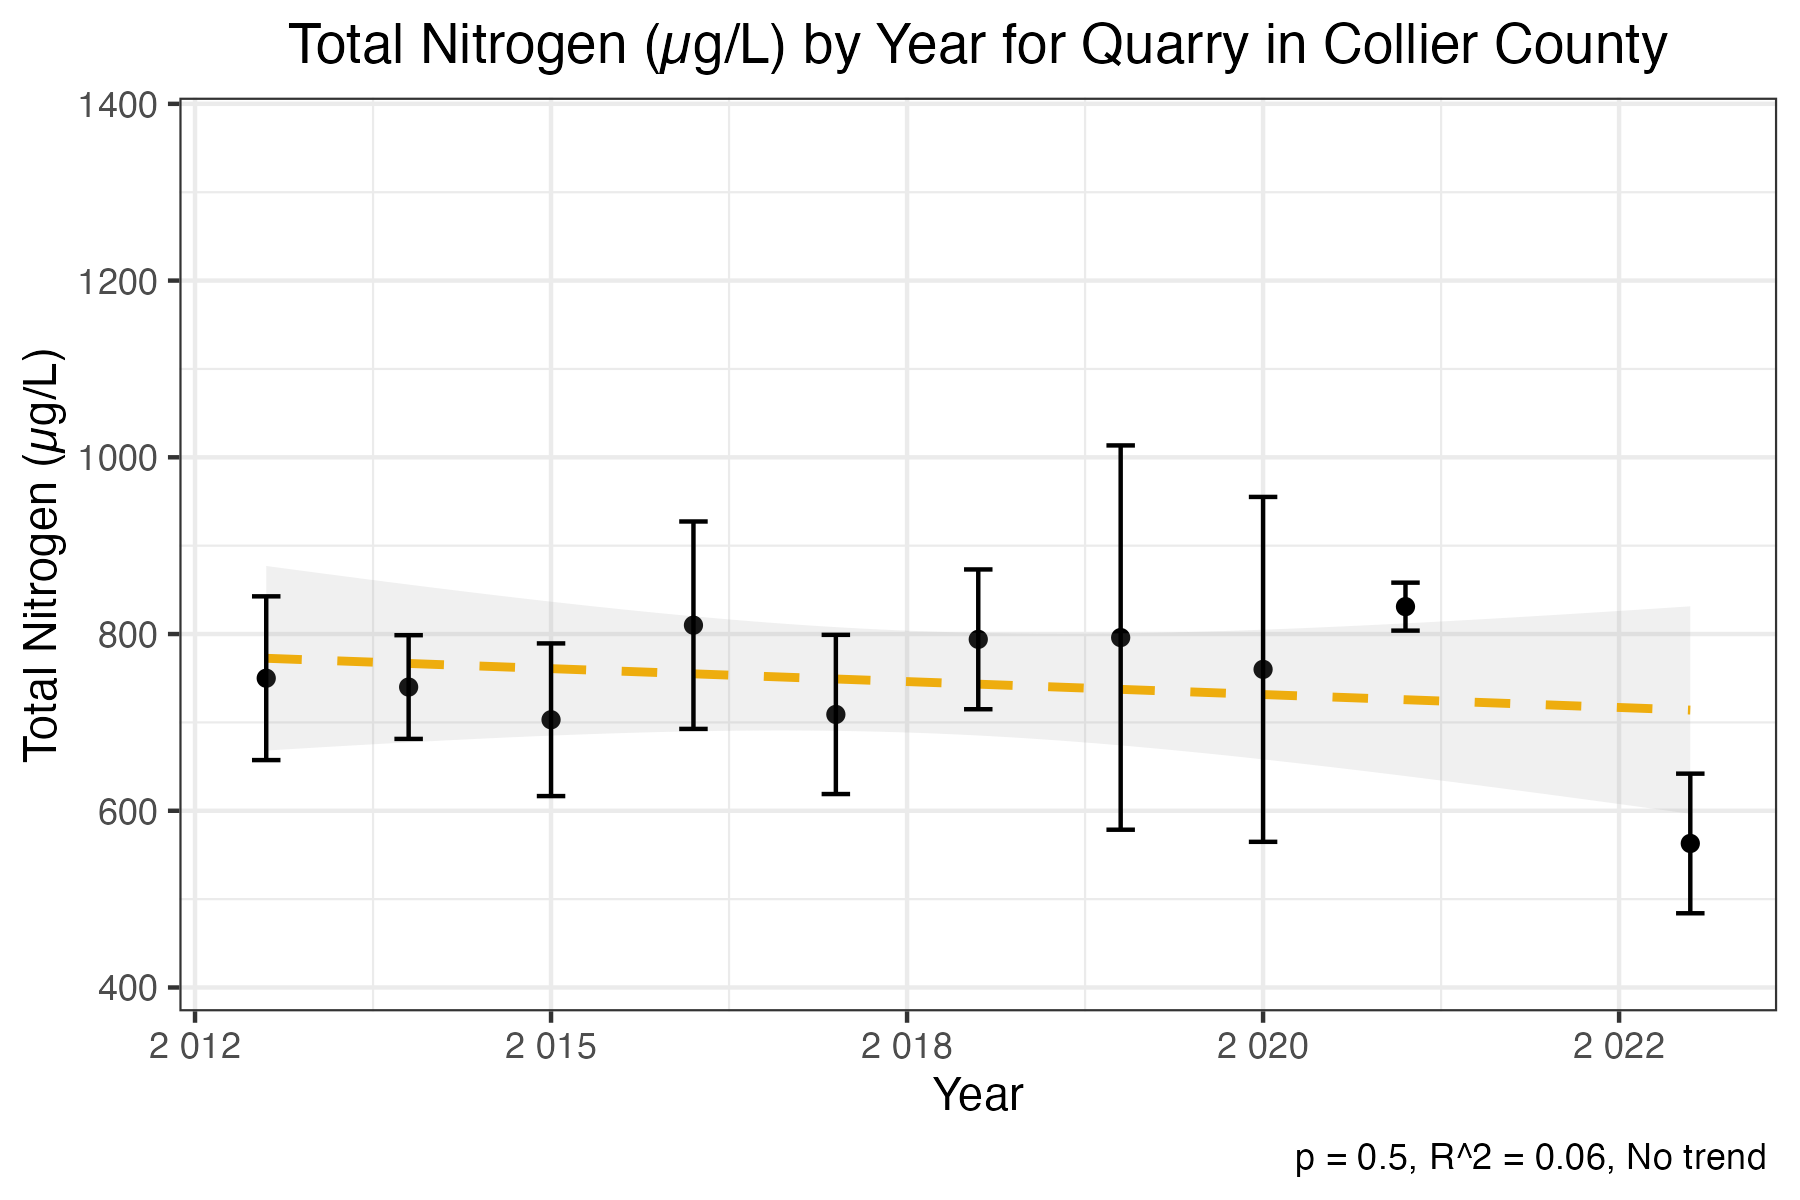 Total Nitrogen (µg/L) by Year for Quarry in Collier County
Total Nitrogen (µg/L)
1400
1200
1000
800
600
400
2 012 2 015 2 018 2 020 2 022
Year
p = 0.5, R^2 = 0.06, No trend